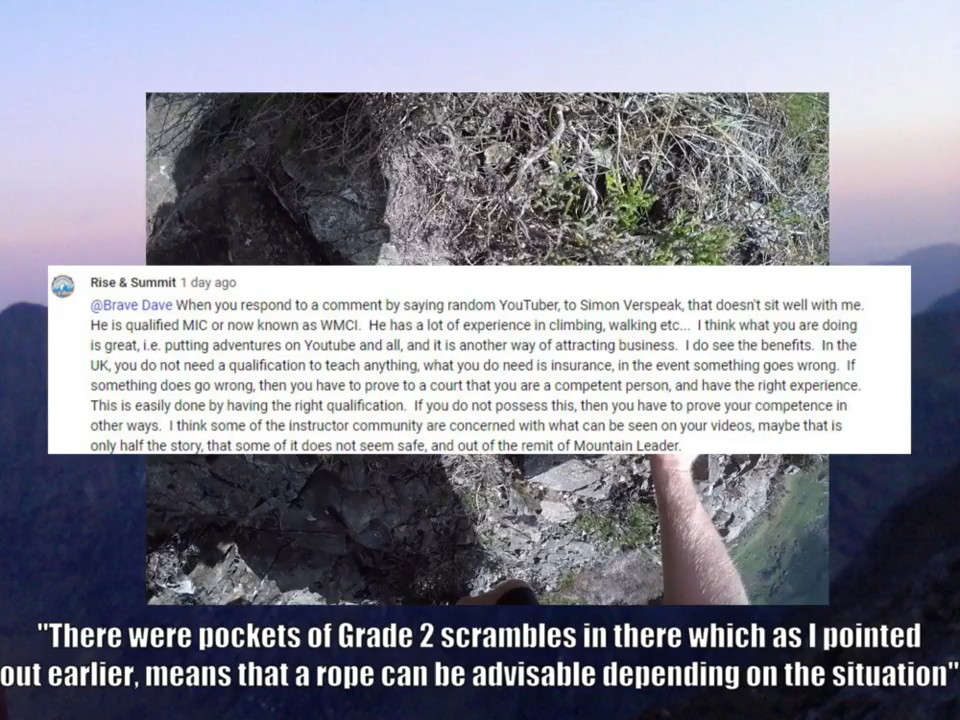 Rise & Summit 1 day ago
@Brave Dave When you respond to a comment by saying random YouTuber, to Simon Verspeak, that doesn't sit well with me.
He is qualified MIC or now known as WMCI. He has a lot of experience in climbing, walking etc... I think what you are doing
is great, i.e. putting adventures on Youtube and all, and it is another way of attracting business. I do see the benefits. In the
UK, you do not need a qualification to teach anything, what you do need is insurance, in the event something goes wrong. If
something does go wrong, then you have to prove to a court that you are a competent person, and have the right experience.
This is easily done by having the right qualification. If you do not possess this, then you have to prove your competence in
other ways. I think some of the instructor community are concerned with what can be seen on your videos, maybe that is
only half the story, that some of it does not seem safe, and out of the remit of Mountain Leader.
"There were pockets of Grade 2 scrambles in there which as I pointed
out earlier, means that a rope can be advisable depending on the situation"